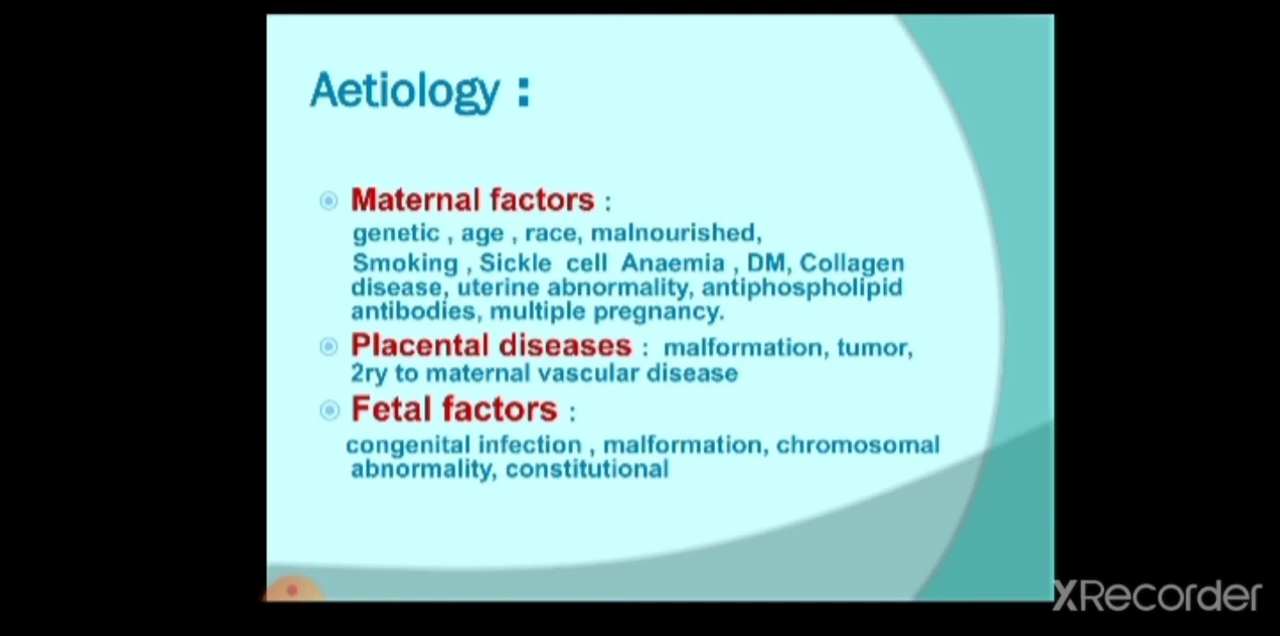 Aetiology :
Maternal factors :
genetic , age , race, malnourished,
Smoking , Sickle cell Anaemia , DM, Collagen
disease, uterine abnormality, antiphospholipid
antibodies, multiple pregnancy.
Placental diseases : malformation, tumor,
2ry to maternal vascular disease
Fetal factors :
congenital infection , malformation, chromosomal
abnormality, constitutional
XRecorder